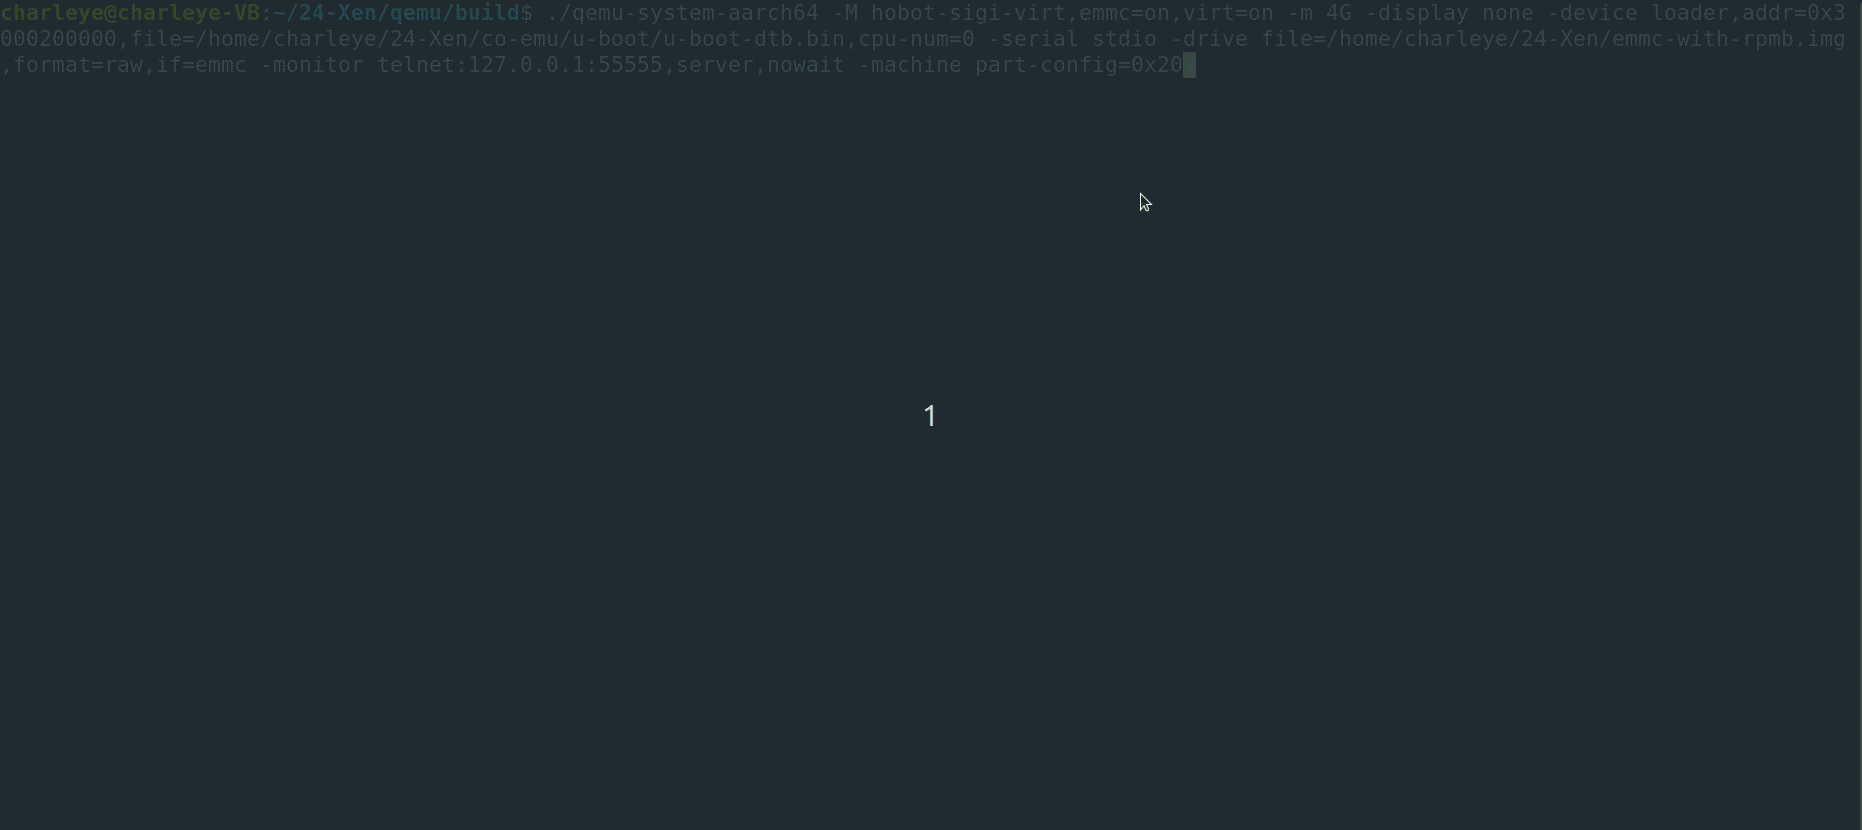 charleye@charleye-VB:~/24-Xen/qemu/build$ ./qemu-system-aarch64 -M hobot-sigi-virt,emmc=on,virt=on -m 4G -display none -device loader,addr=0x3
000200000,file=/home/charleye/24-Xen/co-emu/u-boot/u-boot-dtb.bin,cpu-num=0 -serial stdio -drive file=/home/charleye/24-Xen/emmc-with-rpmb.img
,format=raw,if=emmc -monitor telnet:127.0.0.1:55555,server,nowait -machine part-config=0x20
1